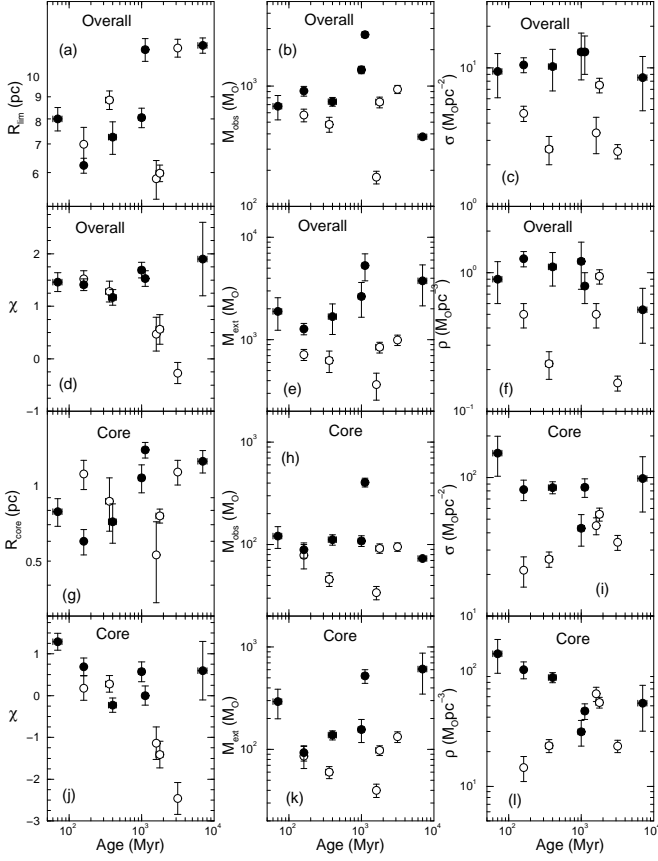 Overall
(a)
R_lim (pc)
10
9
8
7
6
Overall
(b)
M_obs (M_O)
10^3
10^2
Overall
(c)
σ (M_O pc^-2)
10^1
10^0
Overall
(d)
χ
2
1
0
−1
Overall
(e)
M_ext (M_O)
10^4
10^3
Overall
(f)
ρ (M_O pc^-3)
10^0
10^-1
Core
(g)
R_core (pc)
1
0.5
Core
(h)
M_obs (M_O)
10^3
10^2
Core
(i)
σ (M_O pc^-2)
10^2
10^1
Core
(j)
χ
1
0
−1
−2
−3
10^2
10^3
10^4
Age (Myr)
Core
(k)
M_ext (M_O)
10^3
10^2
10^2
10^3
10^4
Age (Myr)
Core
(l)
ρ (M_O pc^-3)
10^2
10^1
10^2
10^3
10^4
Age (Myr)